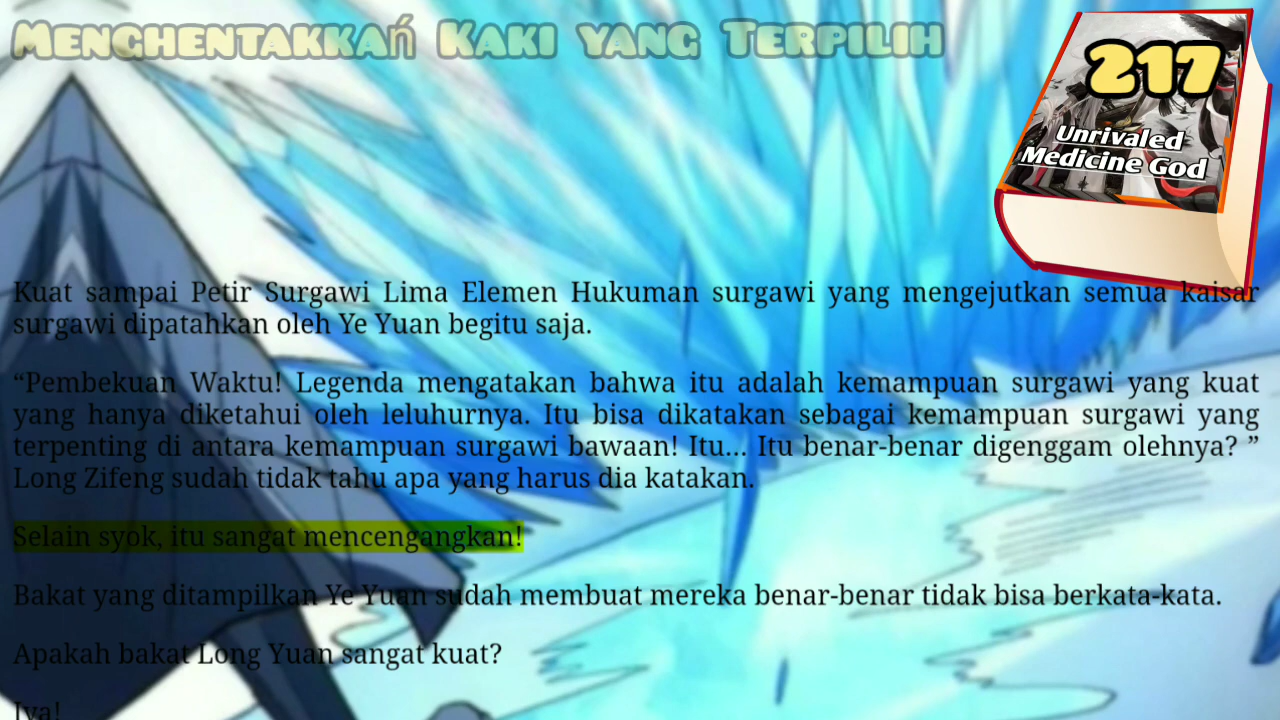 Menghentakkań Kaki yang Terpilih
217
Unrivaled
Medicine God
Kuat sampai Petir Surgawi Lima Elemen Hukuman surgawi yang mengejutkan semua kaisar
surgawi dipatahkan oleh Ye Yuan begitu saja.
“Pembekuan Waktu! Legenda mengatakan bahwa itu adalah kemampuan surgawi yang kuat
yang hanya diketahui oleh leluhurnya. Itu bisa dikatakan sebagai kemampuan surgawi yang
terpenting di antara kemampuan surgawi bawaan! Itu… Itu benar-benar digenggam olehnya? ”
Long Zifeng sudah tidak tahu apa yang harus dia katakan.
Selain syok, itu sangat mencengangkan!
Bakat yang ditampilkan Ye Yuan sudah membuat mereka benar-benar tidak bisa berkata-kata.
Apakah bakat Long Yuan sangat kuat?
Iya!